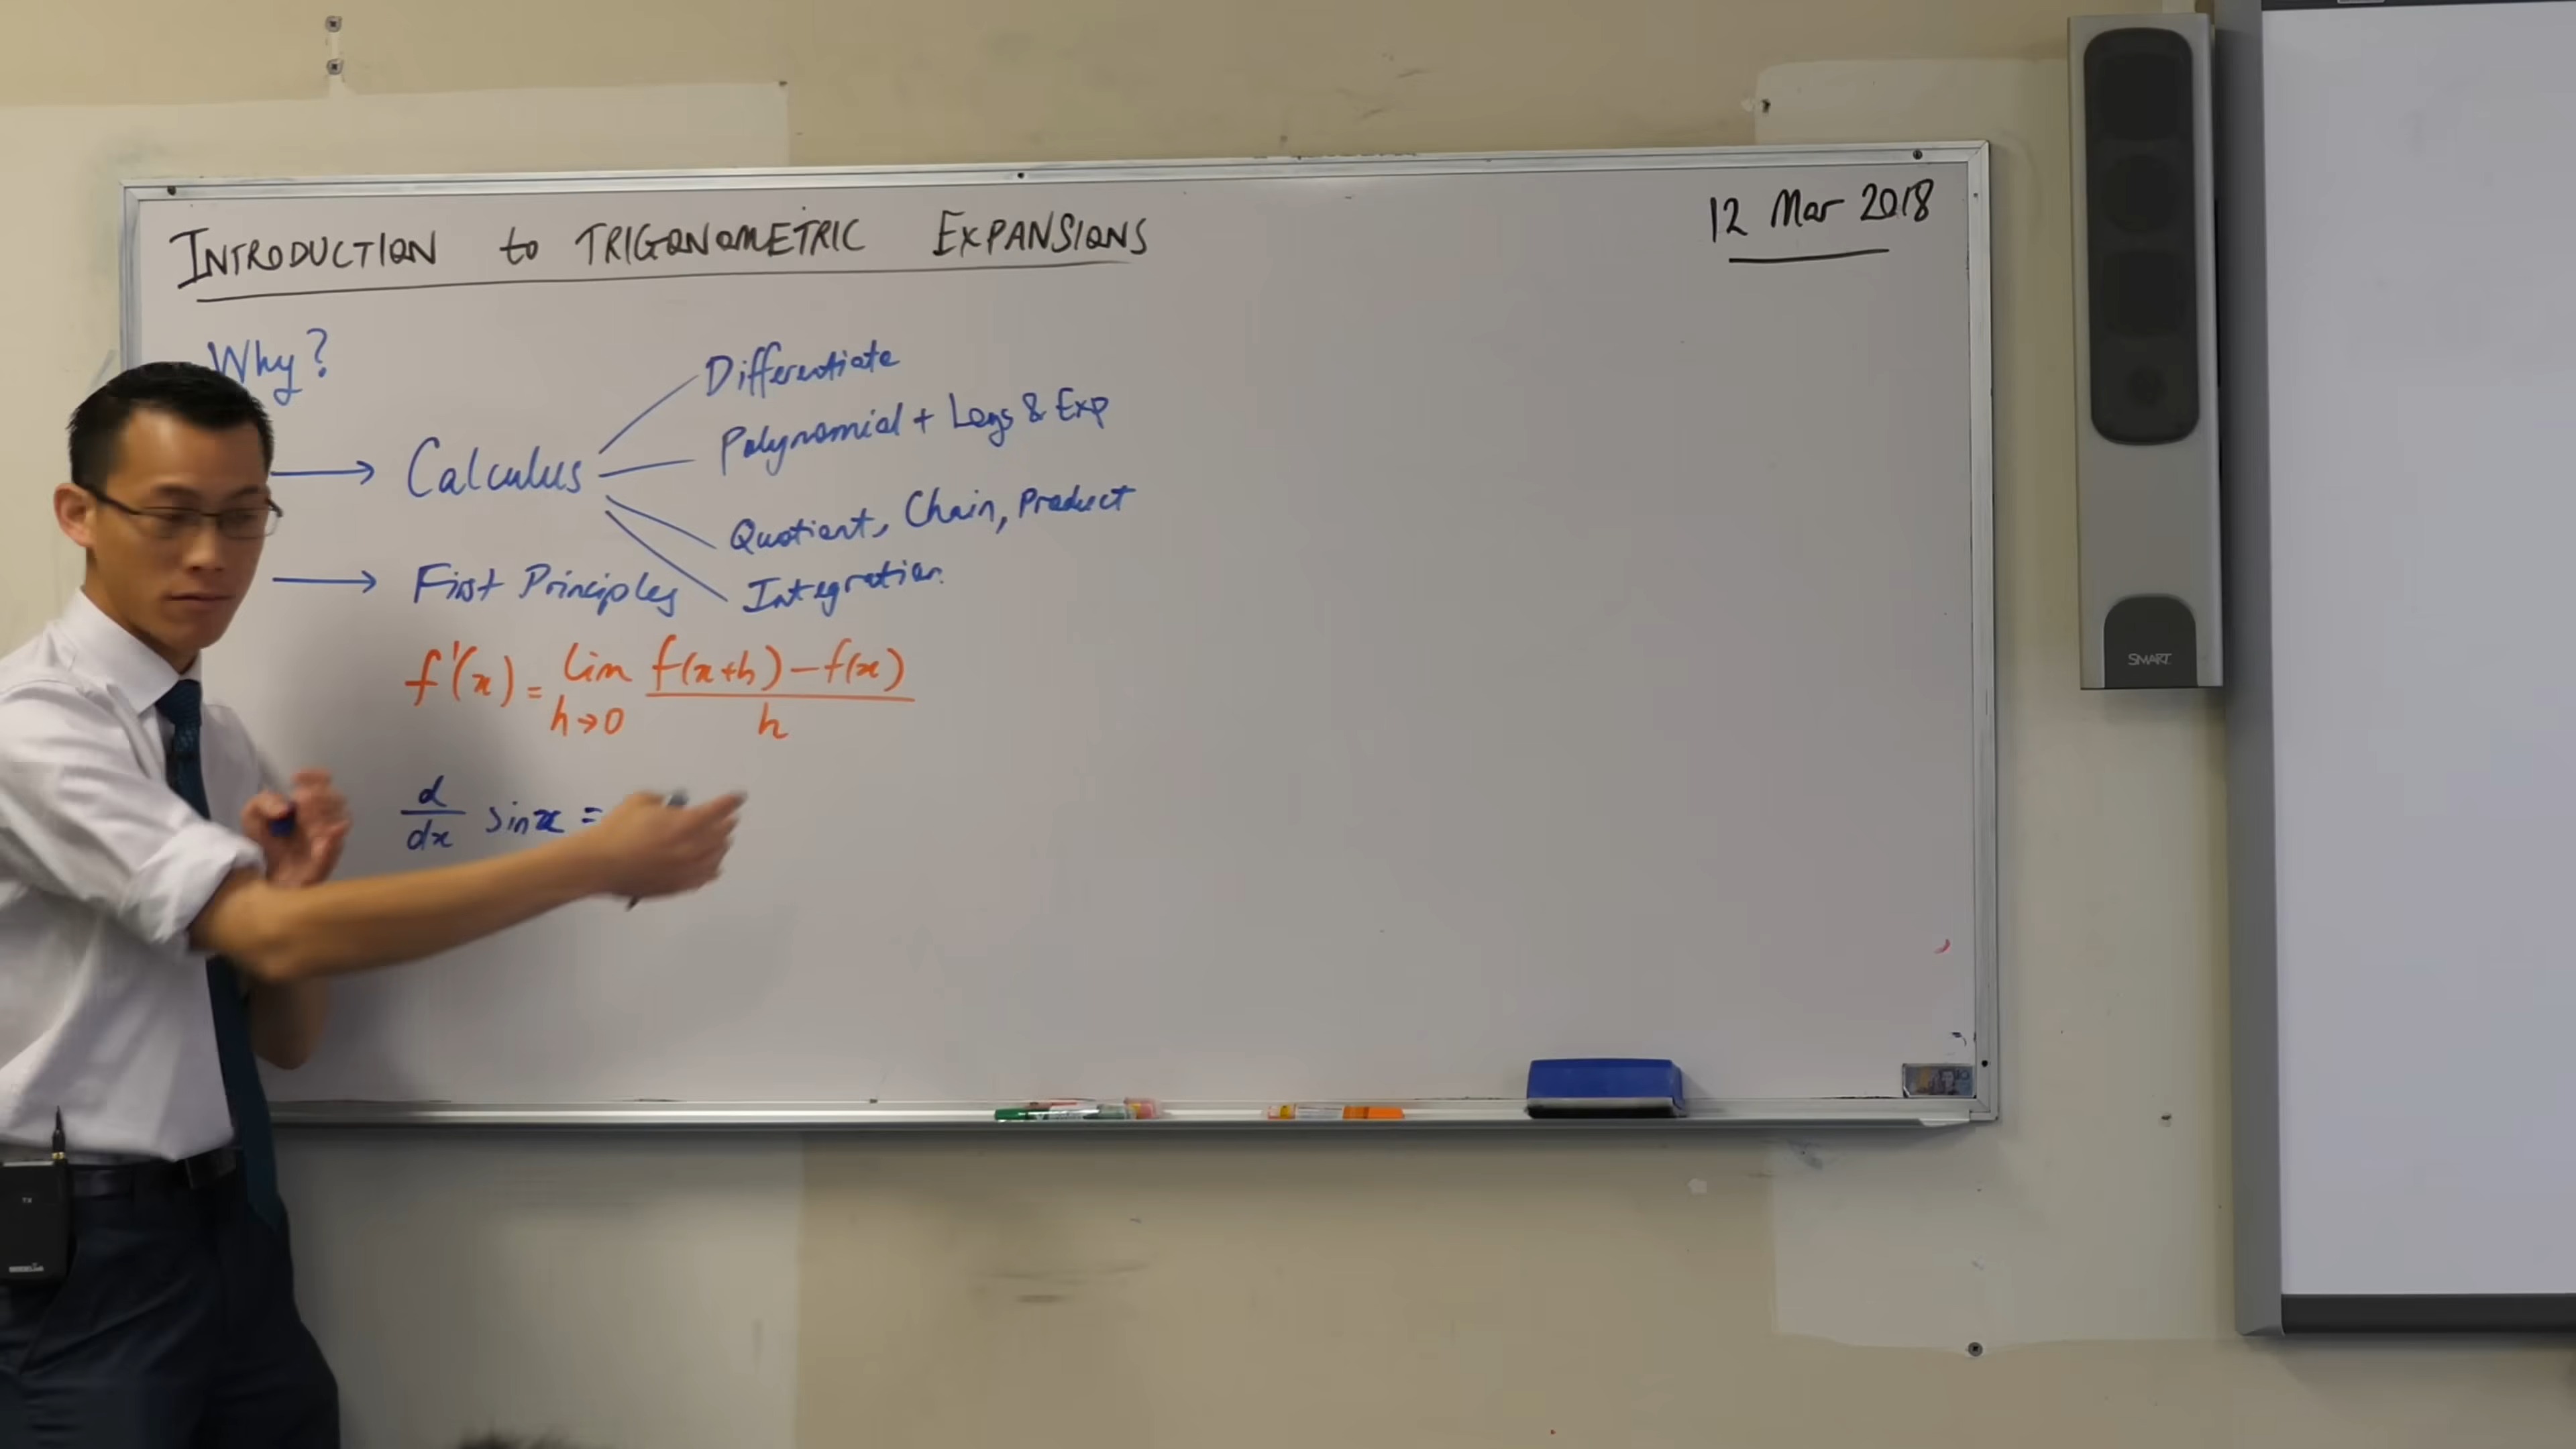 INTRODUCTION to TRIGONOMETRIC EXPANSIONS
12 Mar 2018
Why?
Differentiate
Polynomial + Logs & Exp
→ Calculus
Quotient, Chain, Product
→ First Principles
Integration
f'(x) = lim h→0 f(x+h) - f(x) / h
d/dx sin x =
SMART